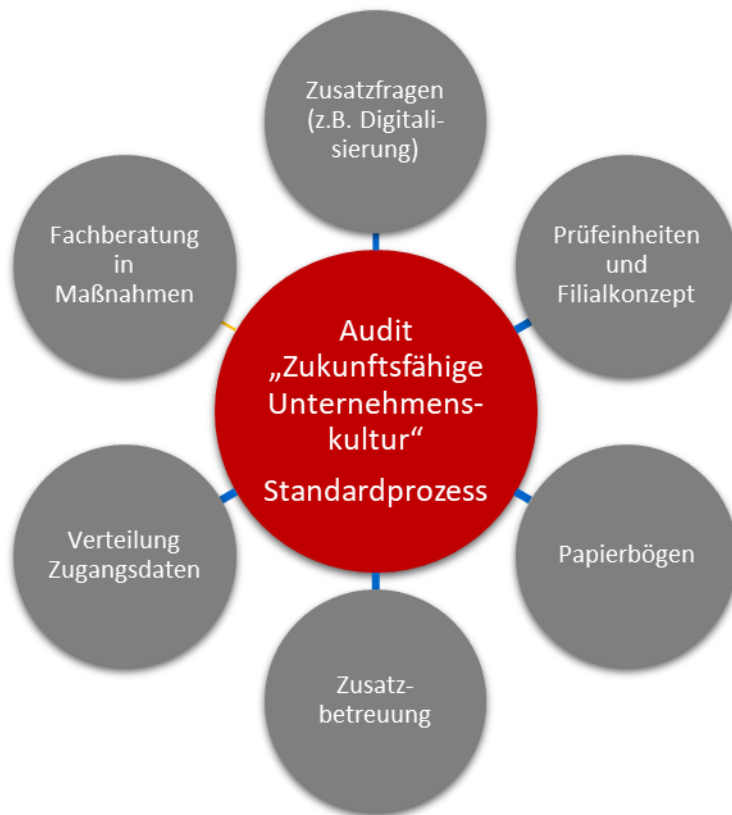 Zusatzfragen
(z.B. Digitali-
sierung)
Fachberatung
in
Maßnahmen
Prüfeinheiten
und
Filialkonzept
Audit
„Zukunftsfähige
Unternehmens-
kultur“
Standardprozess
Verteilung
Zugangsdaten
Papierbögen
Zusatz-
betreuung